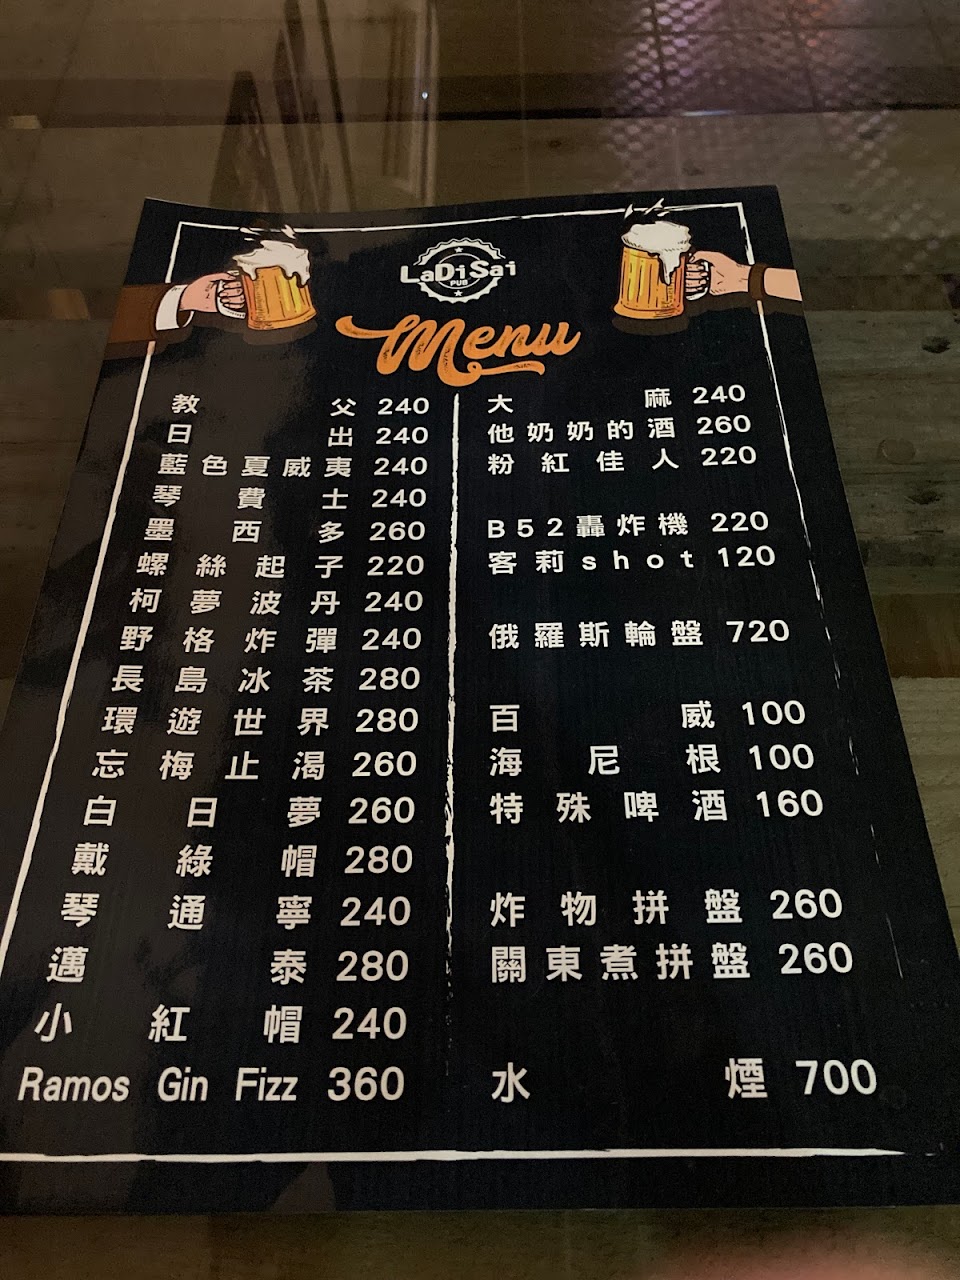 LaDiSai
PUB
Menu
教父 240
日出 240
藍色夏威夷 240
琴費士 240
墨西多 260
螺絲起子 220
柯夢波丹 240
野格炸彈 240
長島冰茶 280
環遊世界 280
忘梅止渴 260
白日夢 260
戴綠帽 280
琴通寧 240
邁泰 280
小紅帽 240
Ramos Gin Fizz 360
大麻 240
他奶奶的酒 260
粉紅佳人 220
B52轟炸機 220
客莉shot 120
俄羅斯輪盤 720
百威 100
海尼根 100
特殊啤酒 160
炸物拼盤 260
關東煮拼盤 260
水煙 700